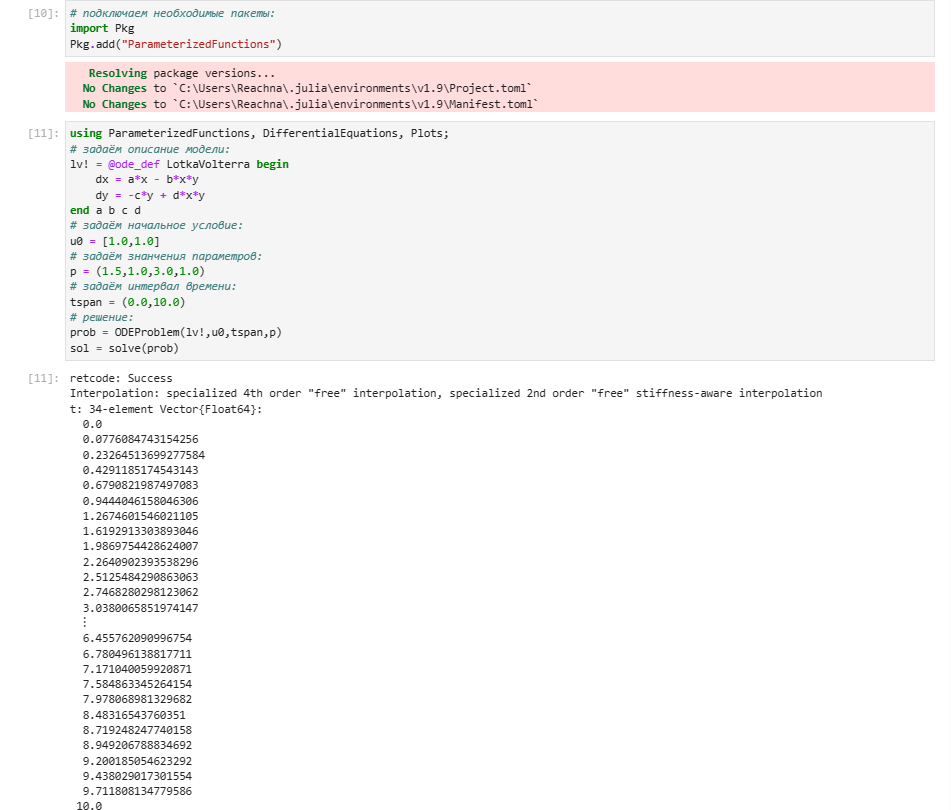 [10]: # подключаем необходимые пакеты:
import Pkg
Pkg.add("ParameterizedFunctions")
Resolving package versions...
No Changes to `C:\Users\Reachna\.julia\environments\v1.9\Project.toml`
No Changes to `C:\Users\Reachna\.julia\environments\v1.9\Manifest.toml`
[11]: using ParameterizedFunctions, DifferentialEquations, Plots;
# задаём описание модели:
lv! = @ode_def LotkaVolterra begin
dx = a*x - b*x*y
dy = -c*y + d*x*y
end a b c d
# задаём начальное условие:
u0 = [1.0,1.0]
# задаём знанчения параметров:
p = (1.5,1.0,3.0,1.0)
# задаём интервал времени:
tspan = (0.0,10.0)
# решение:
prob = ODEProblem(lv!,u0,tspan,p)
sol = solve(prob)
[11]: retcode: Success
Interpolation: specialized 4th order "free" interpolation, specialized 2nd order "free" stiffness-aware interpolation
t: 34-element Vector{Float64}:
0.0
0.0776084743154256
0.23264513699277584
0.4291185174543143
0.6790821987497083
0.9444046158046306
1.2674601546021105
1.6192913303893046
1.9869754428624007
2.2640902393538296
2.5125484290863063
2.7468280298123062
3.0380065851974147
⋮
6.455762090996754
6.780496138817711
7.171040059920871
7.584863345264154
7.978068981329682
8.48316543760351
8.719248247740158
8.949206788834692
9.200185054623292
9.438029017301554
9.711808134779586
10.0